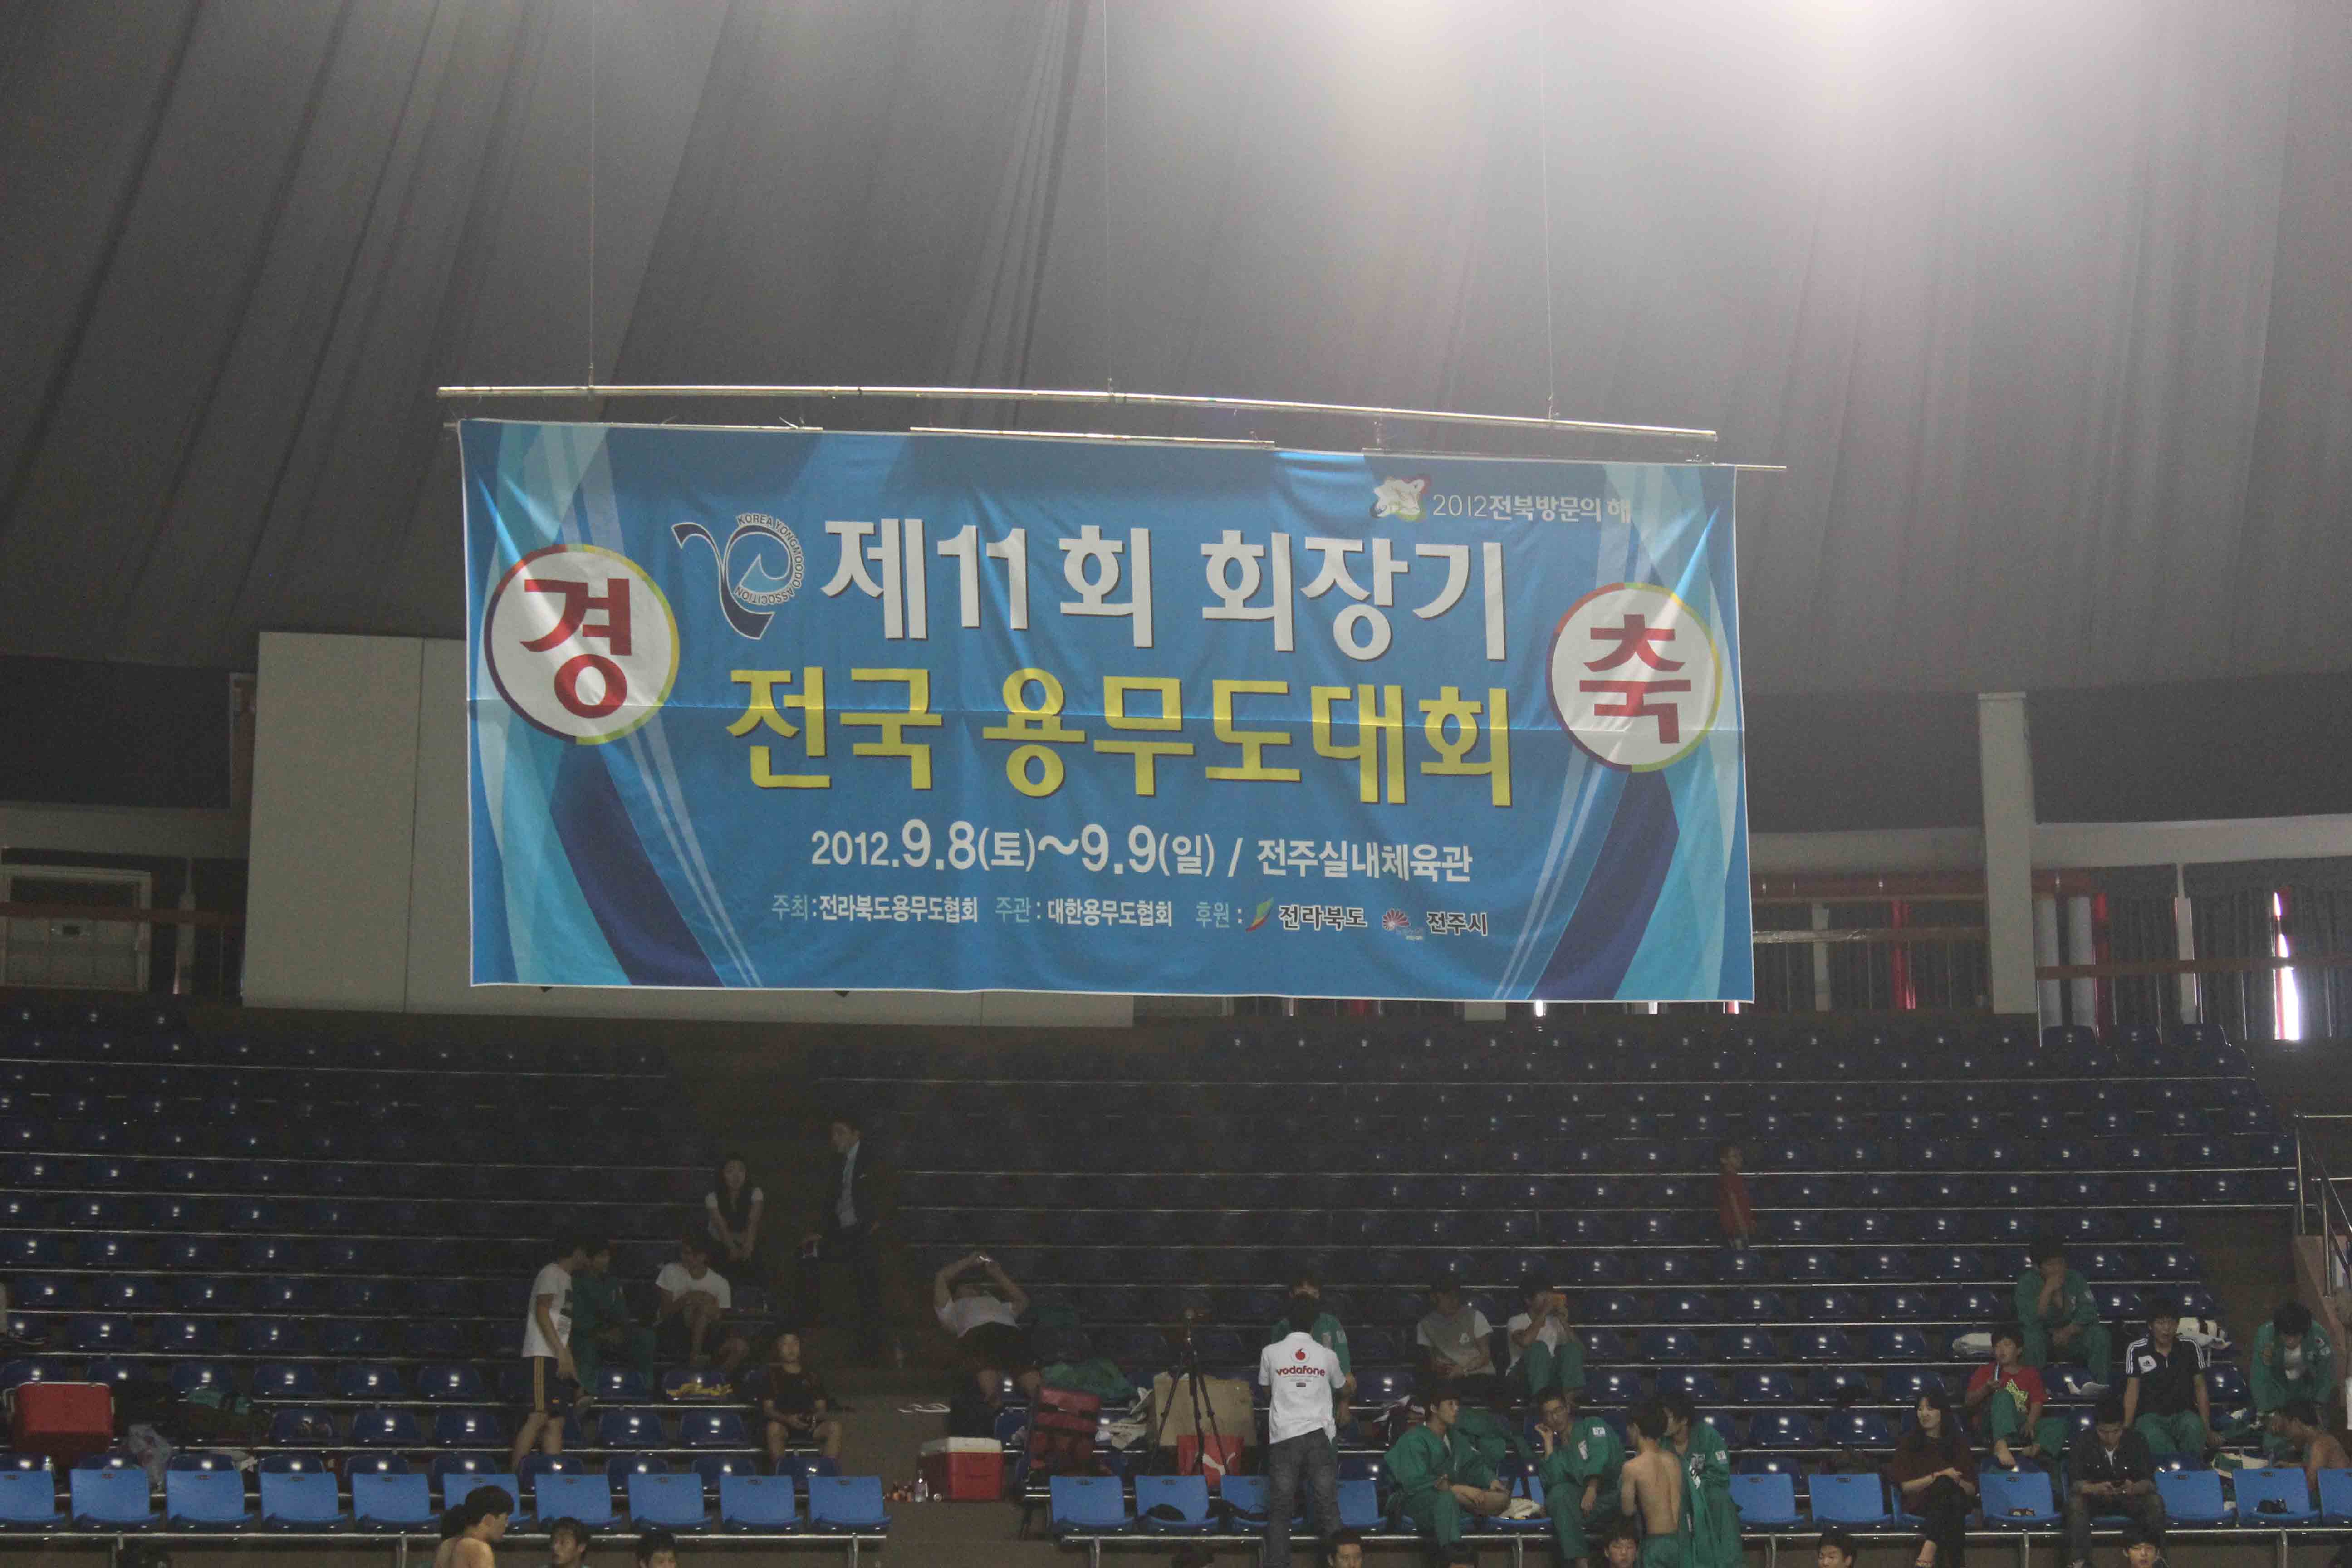 2012전북방문의 해
KOREA YONGMOODO ASSOCITION
제11회 회장기
경
축
전국 용무도대회
2012.9.8(토)~9.9(일) / 전주실내체육관
주최:전라북도용무도협회 주관:대한용무도협회 후원: 전라북도 전주시
vodafone